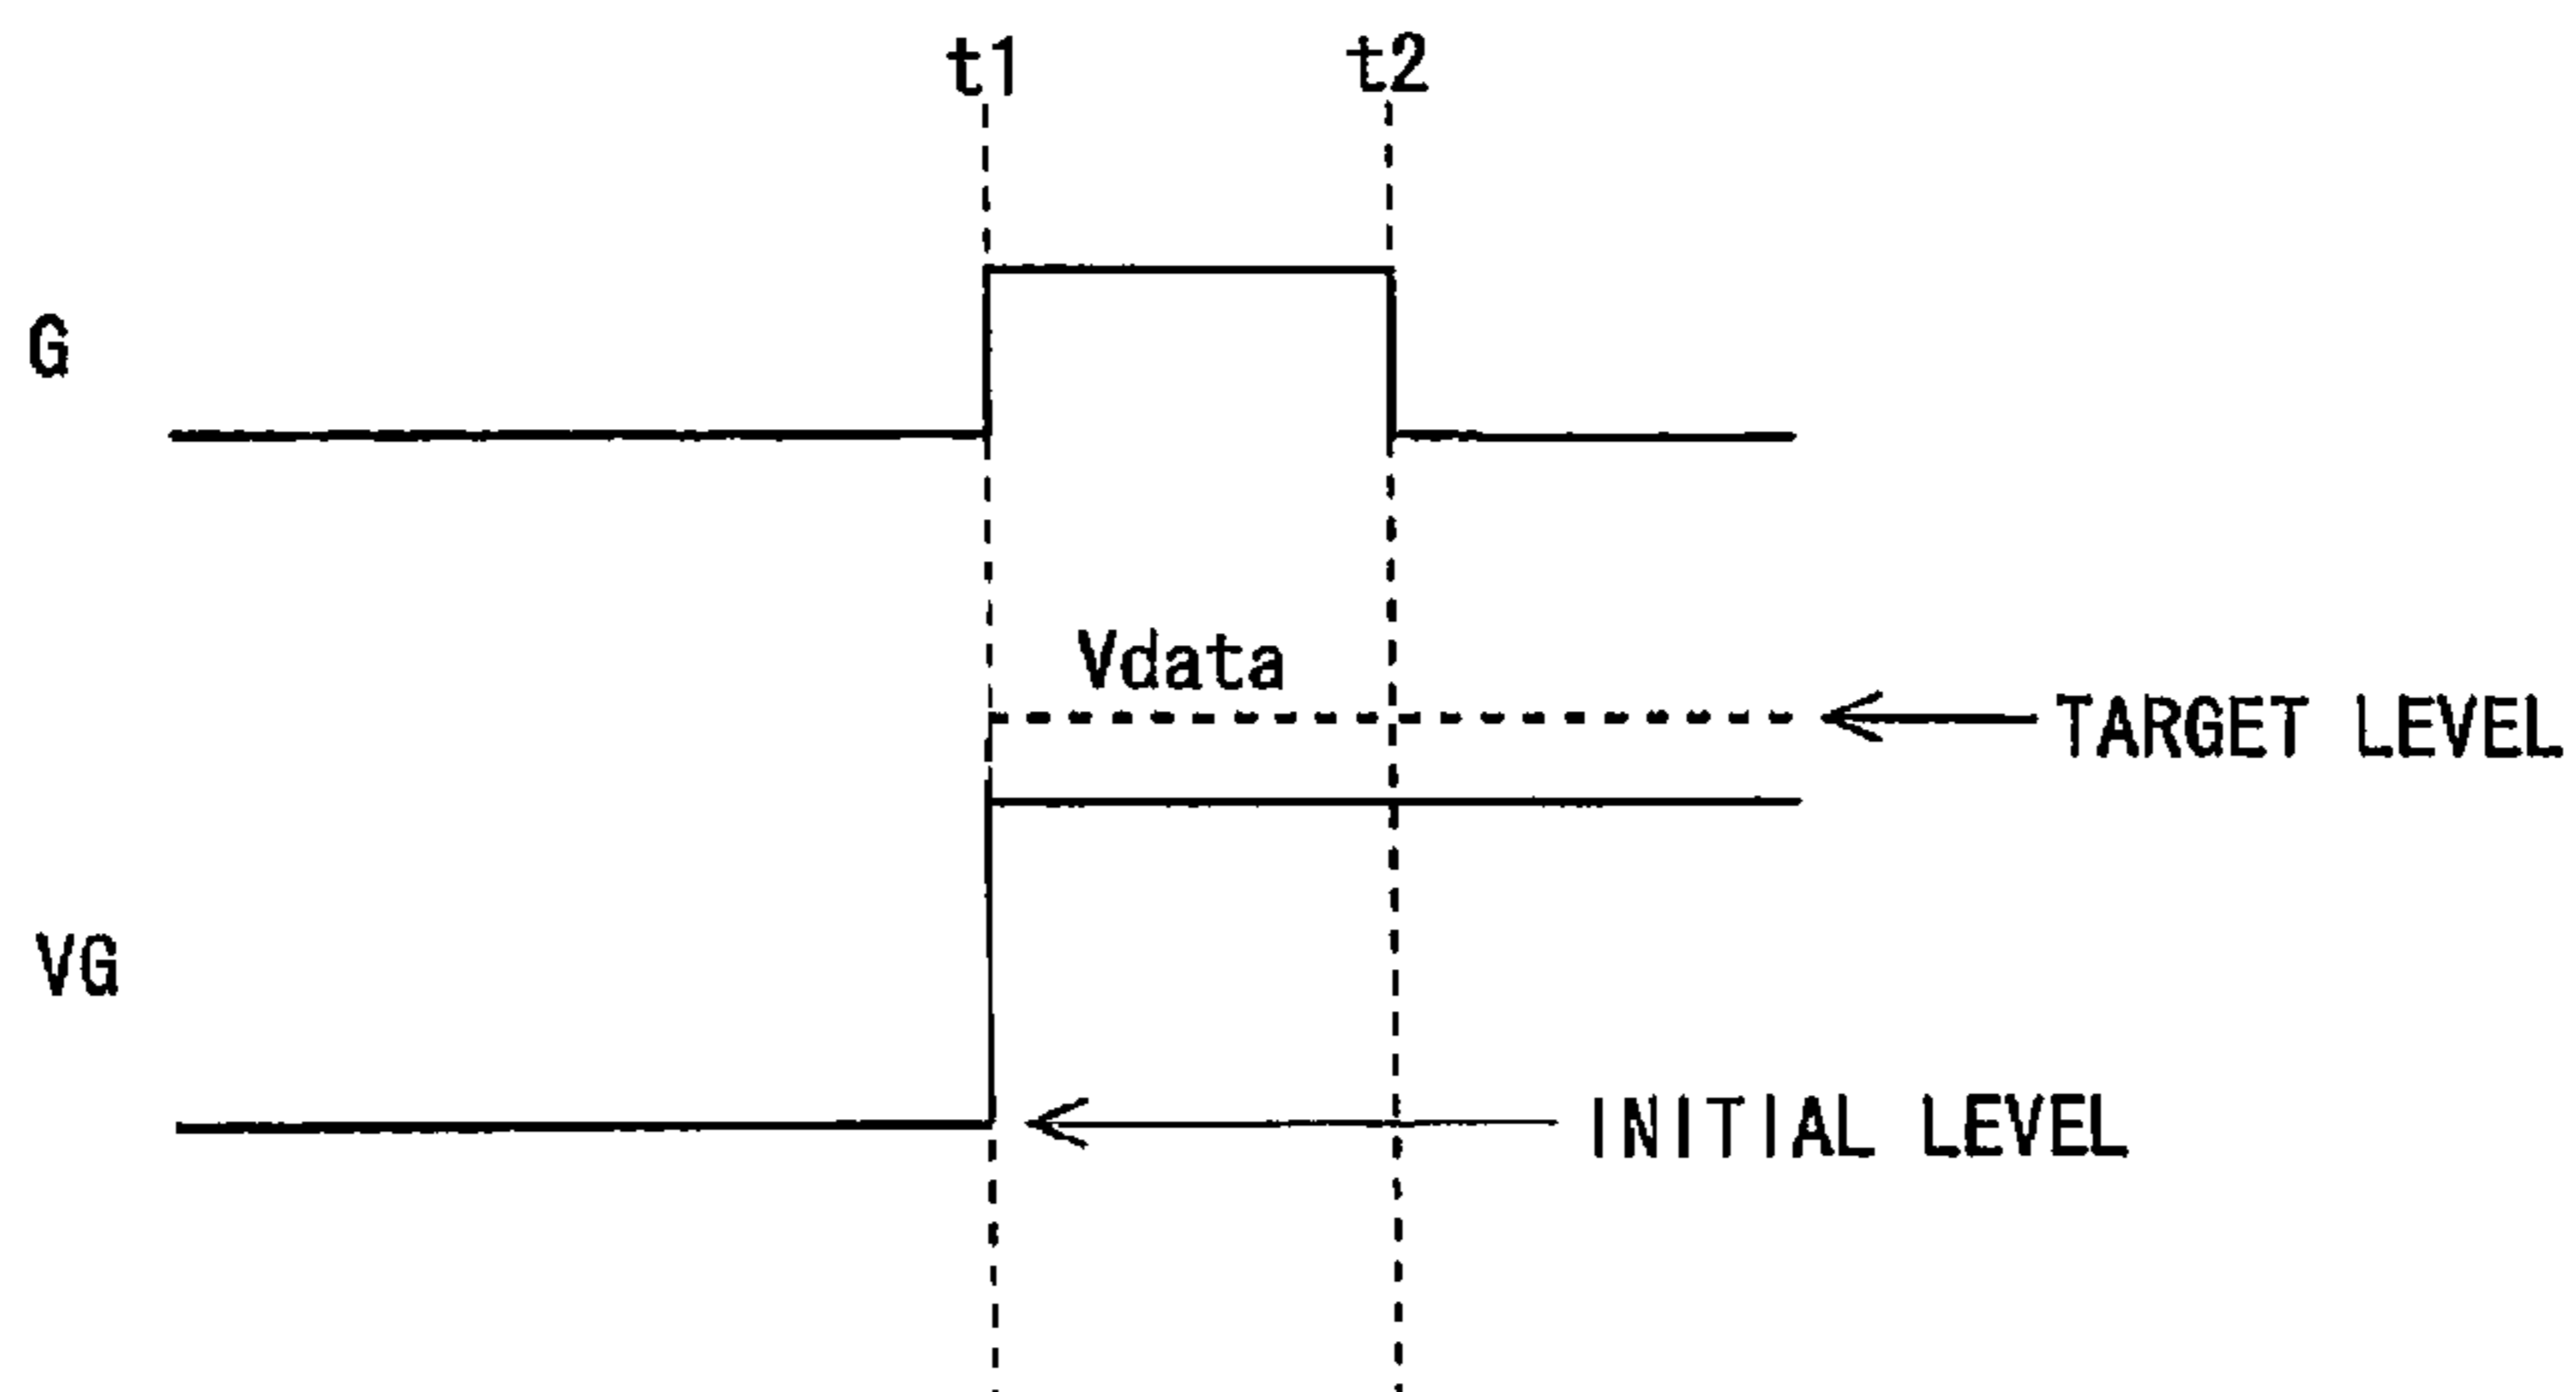 t1 t2
G
Vdata
TARGET LEVEL
VG
INITIAL LEVEL